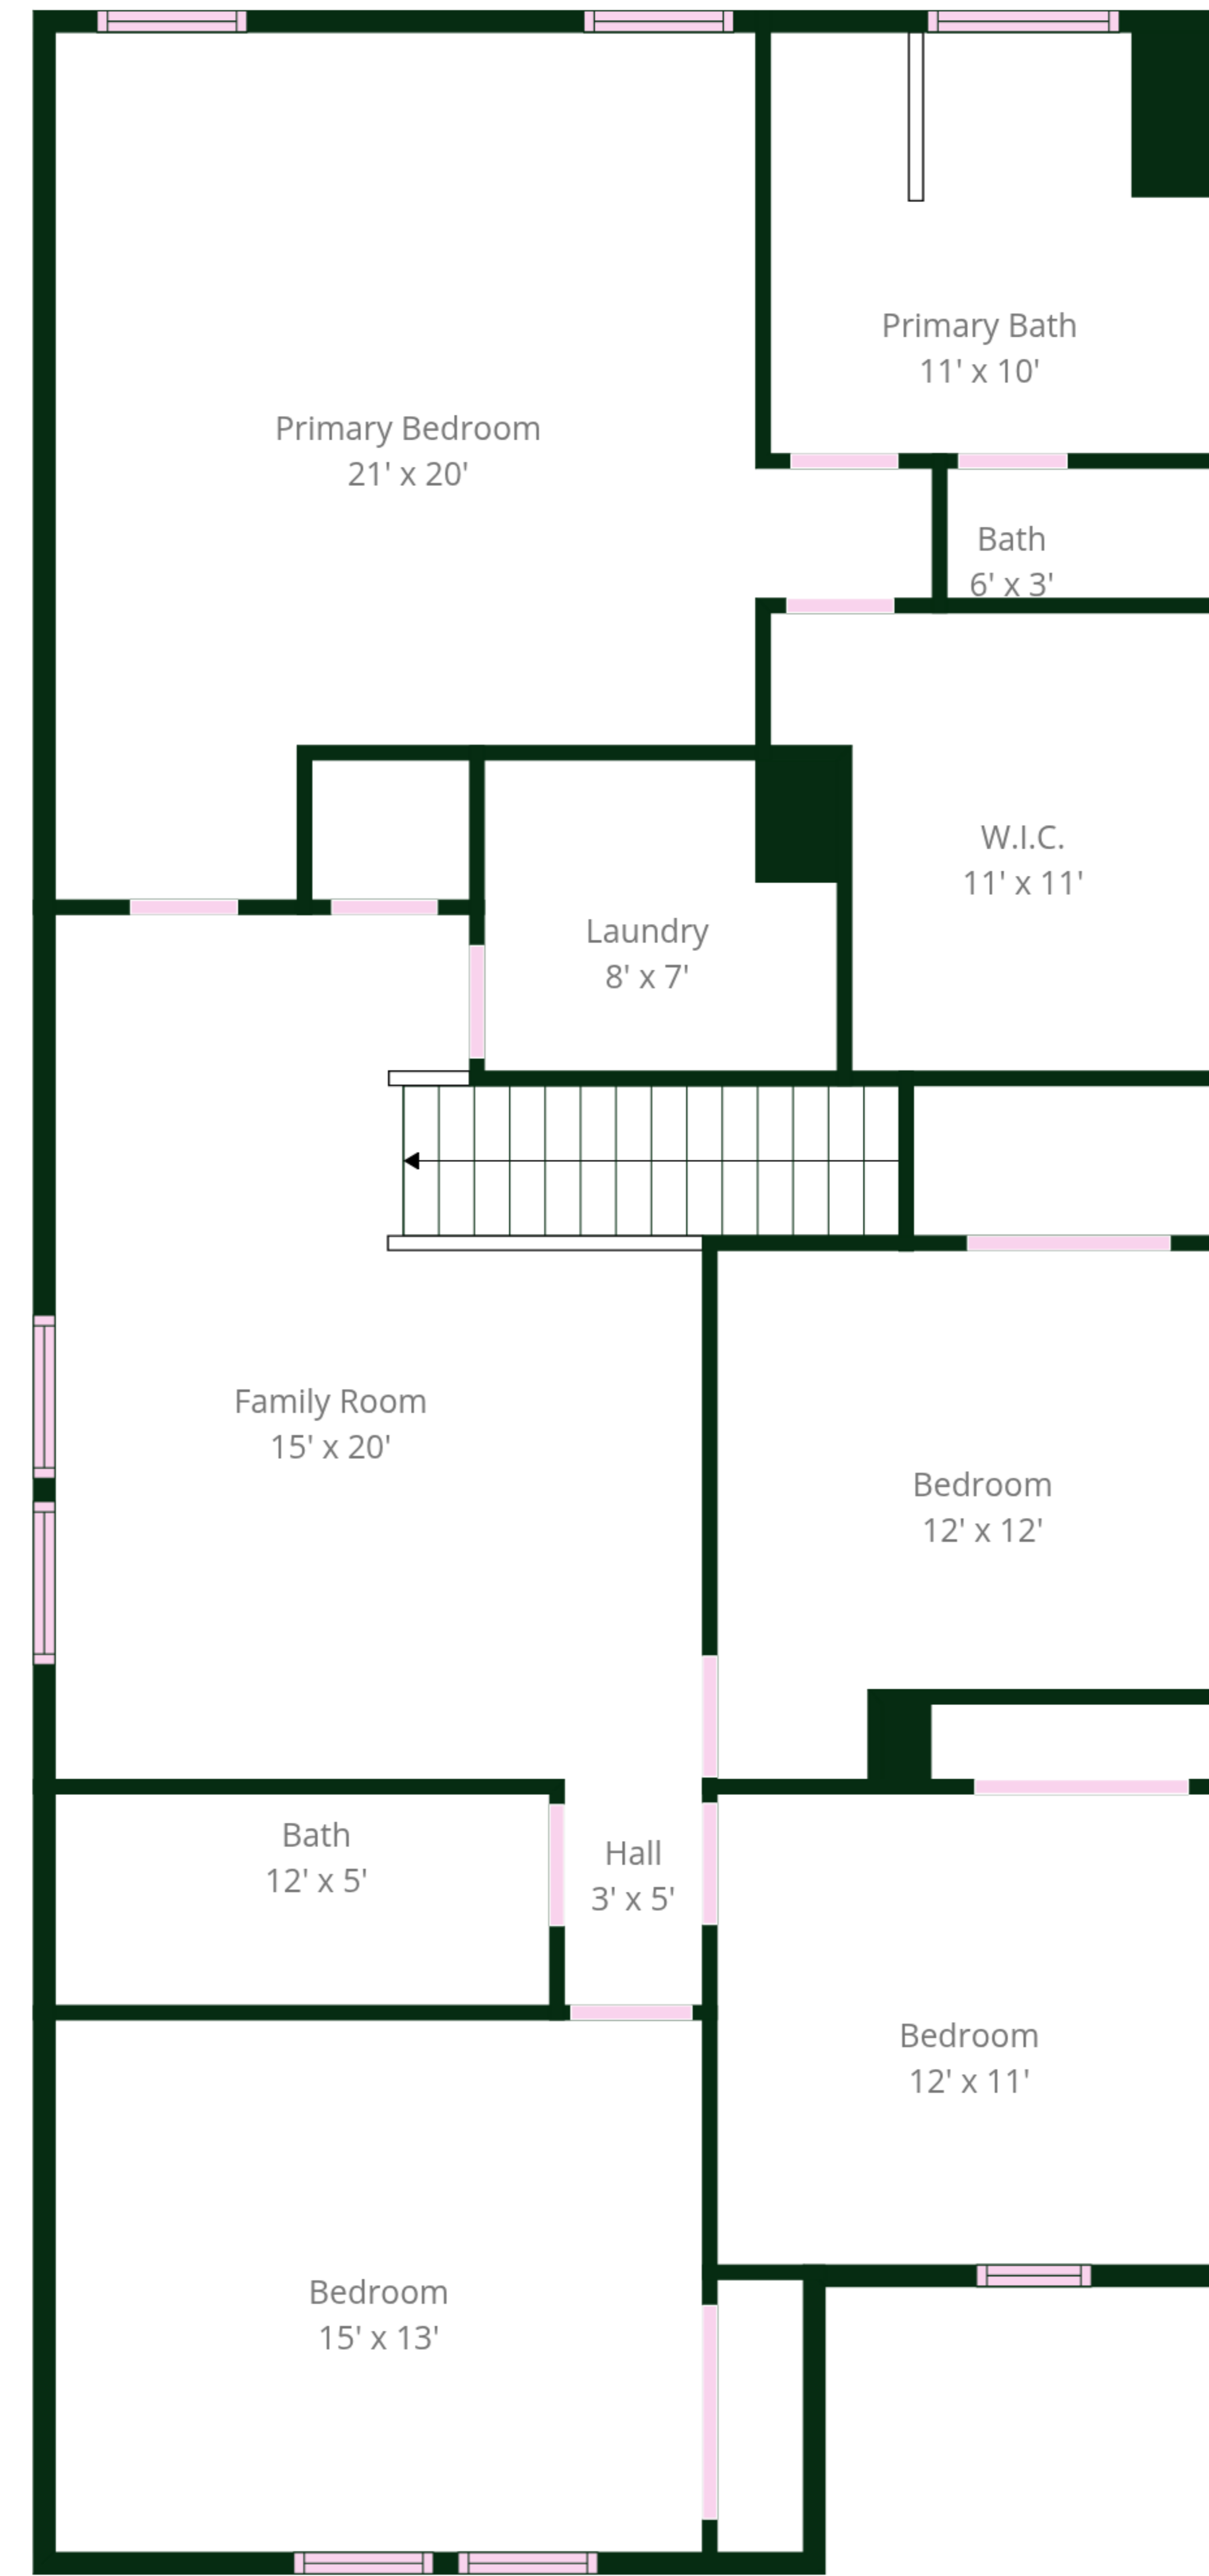 Primary Bath
11' x 10'
Primary Bedroom
21' x 20'
Bath
6' x 3'
W.I.C.
11' x 11'
Laundry
8' x 7'
Family Room
15' x 20'
Bedroom
12' x 12'
Bath
12' x 5'
Hall
3' x 5'
Bedroom
12' x 11'
Bedroom
15' x 13'